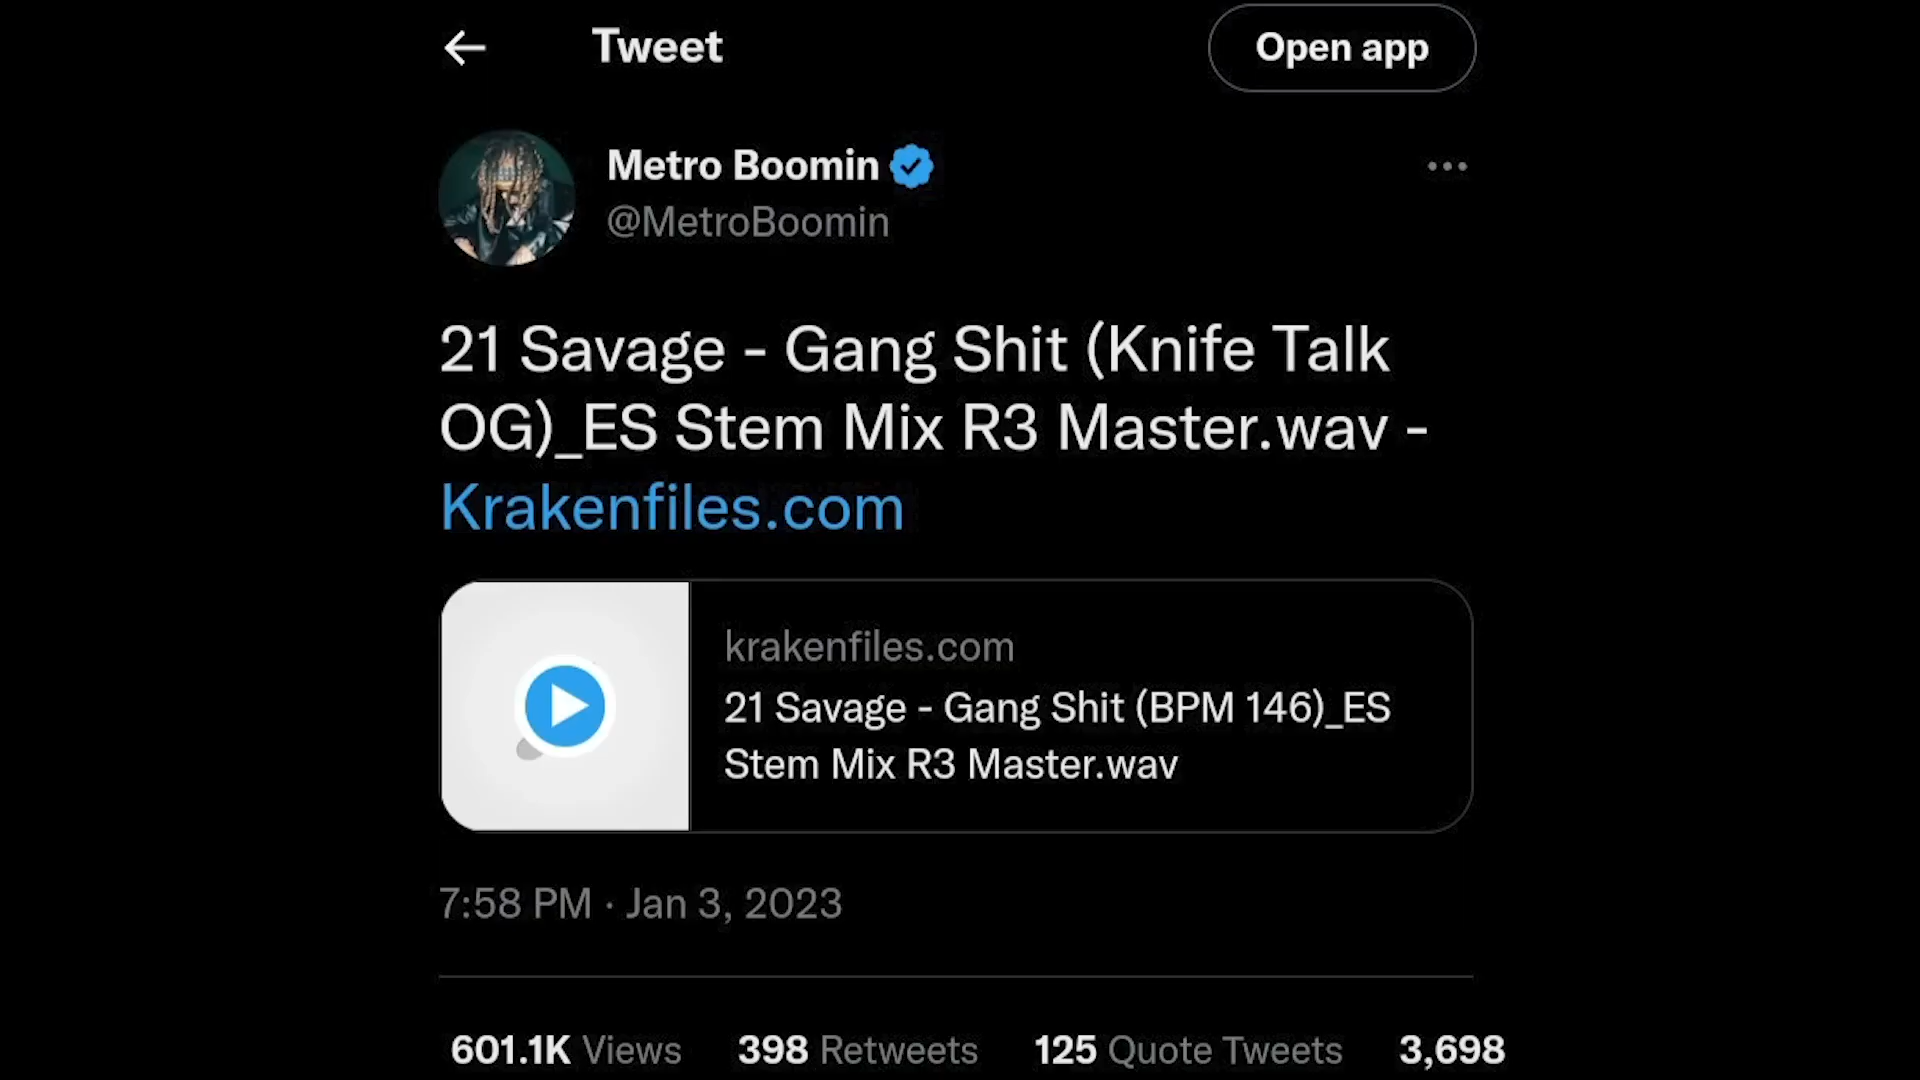 Tweet
Open app
Metro Boomin
@MetroBoomin
21 Savage - Gang Shit (Knife Talk
OG)_ES Stem Mix R3 Master.wav -
Krakenfiles.com
krakenfiles.com
21 Savage - Gang Shit (BPM 146)_ES
Stem Mix R3 Master.wav
7:58 PM · Jan 3, 2023
601.1K Views 398 Retweets 125 Quote Tweets 3,698